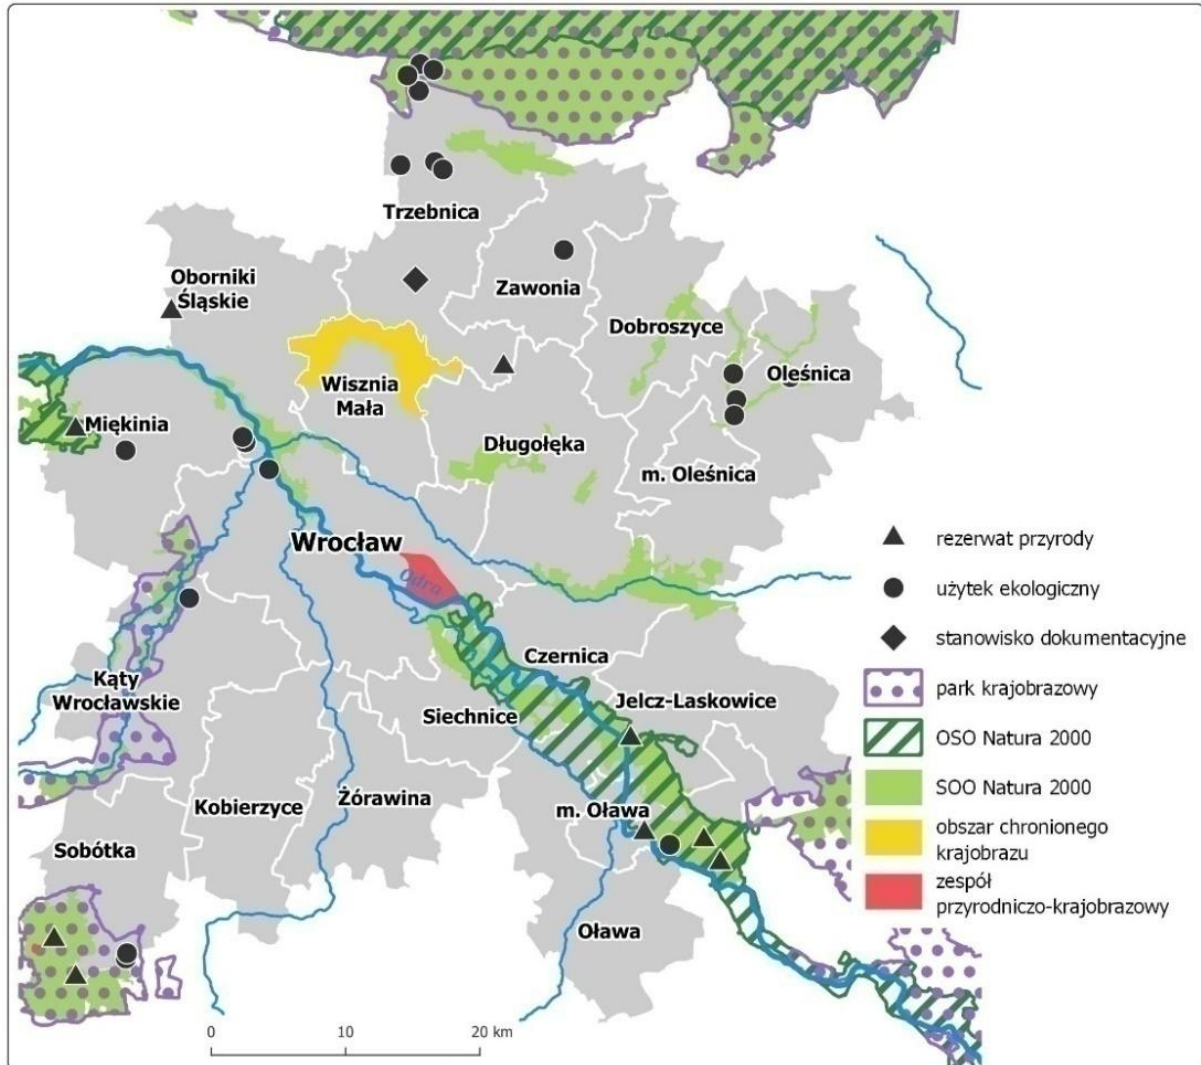 Trzebnica
Oborniki
Śląskie
Zawonia
Dobroszyce
Oleśnica
Wisznia
Mała
Miękinia
Długołęka
m. Oleśnica
Wrocław
Odra
Czernica
Kąty
Wrocławskie
Siechnice
Jelcz-Laskowice
Kobierzyce
Żórawina
m. Oława
Sobótka
Oława
rezerwat przyrody
użytek ekologiczny
stanowisko dokumentacyjne
park krajobrazowy
OSO Natura 2000
SOO Natura 2000
obszar chronionego
krajobrazu
zespół
przyrodniczo-krajobrazowy
0 10 20 km